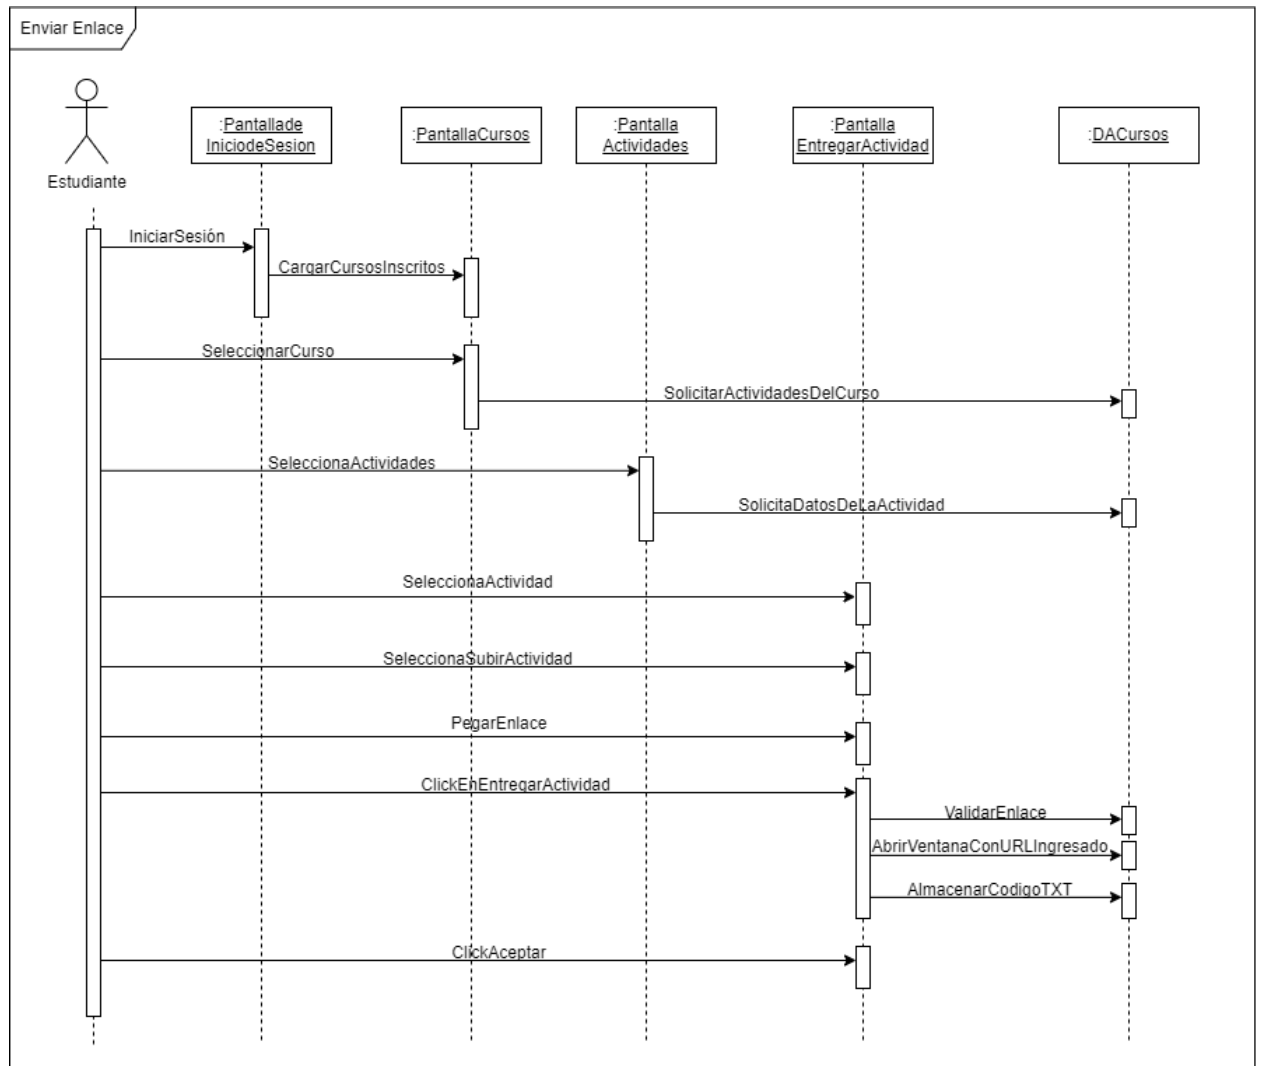 Enviar Enlace
Estudiante
:Pantallade
IniciodeSesion
:PantallaCursos
:Pantalla
Actividades
:Pantalla
EntregarActividad
:DACursos
IniciarSesión
CargarCursosInscritos
SeleccionarCurso
SolicitarActividadesDelCurso
SeleccionaActividades
SolicitaDatosDeLaActividad
SeleccionaActividad
SeleccionaSubirActividad
PegarEnlace
ClickEnEntregarActividad
ValidarEnlace
AbrirVentanaConURLIngresado
AlmacenarCodigoTXT
ClickAceptar